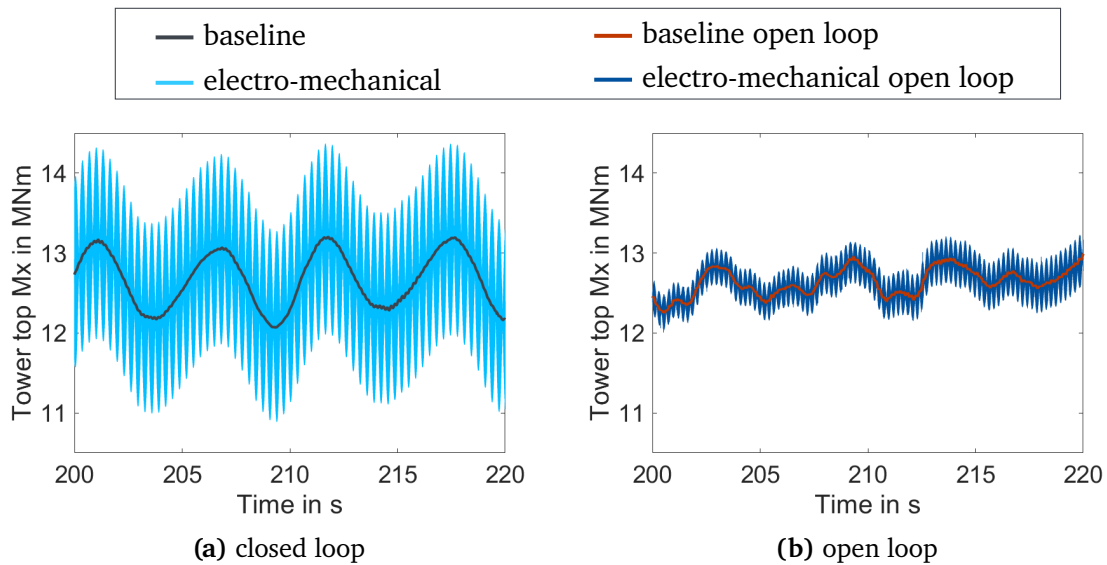 baseline
baseline open loop
electro-mechanical
electro-mechanical open loop
Tower top Mx in MNm
14
13
12
11
200
205
210
215
220
Time in s
(a) closed loop
Tower top Mx in MNm
14
13
12
11
200
205
210
215
220
Time in s
(b) open loop